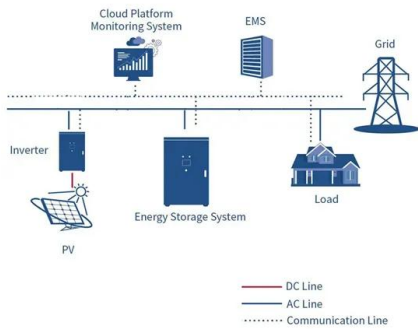 Cloud Platform
Monitoring System
EMS
Grid
Inverter
Energy Storage System
Load
PV
DC Line
AC Line
Communication Line